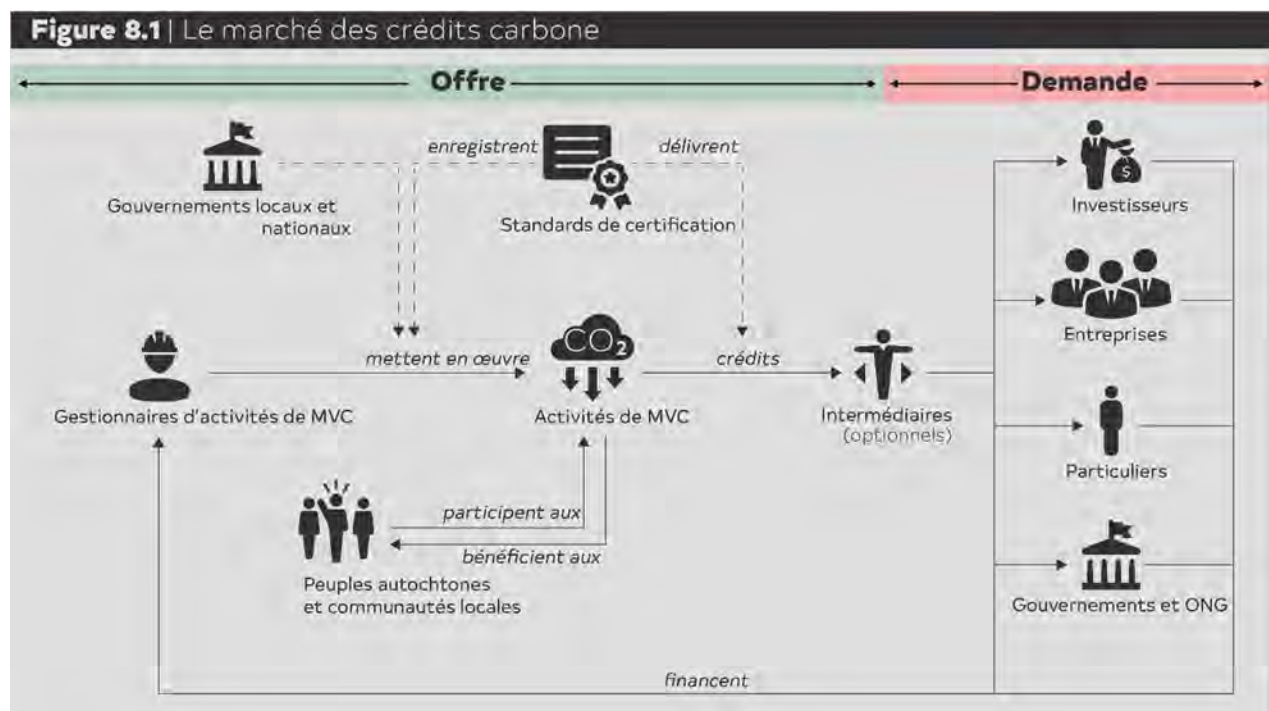 Figure 8.1 | Le marché des crédits carbone
Offre
Demande
enregistrent
délivrent
Gouvernements locaux et
nationaux
Standards de certification
Investisseurs
Entreprises
mettent en œuvre
CO2
crédits
Gestionnaires d'activités de MVC
Activités de MVC
Intermédiaires
(optionnels)
Particuliers
participent aux
bénéficient aux
Peuples autochtones
et communautés locales
Gouvernements et ONG
financent
$